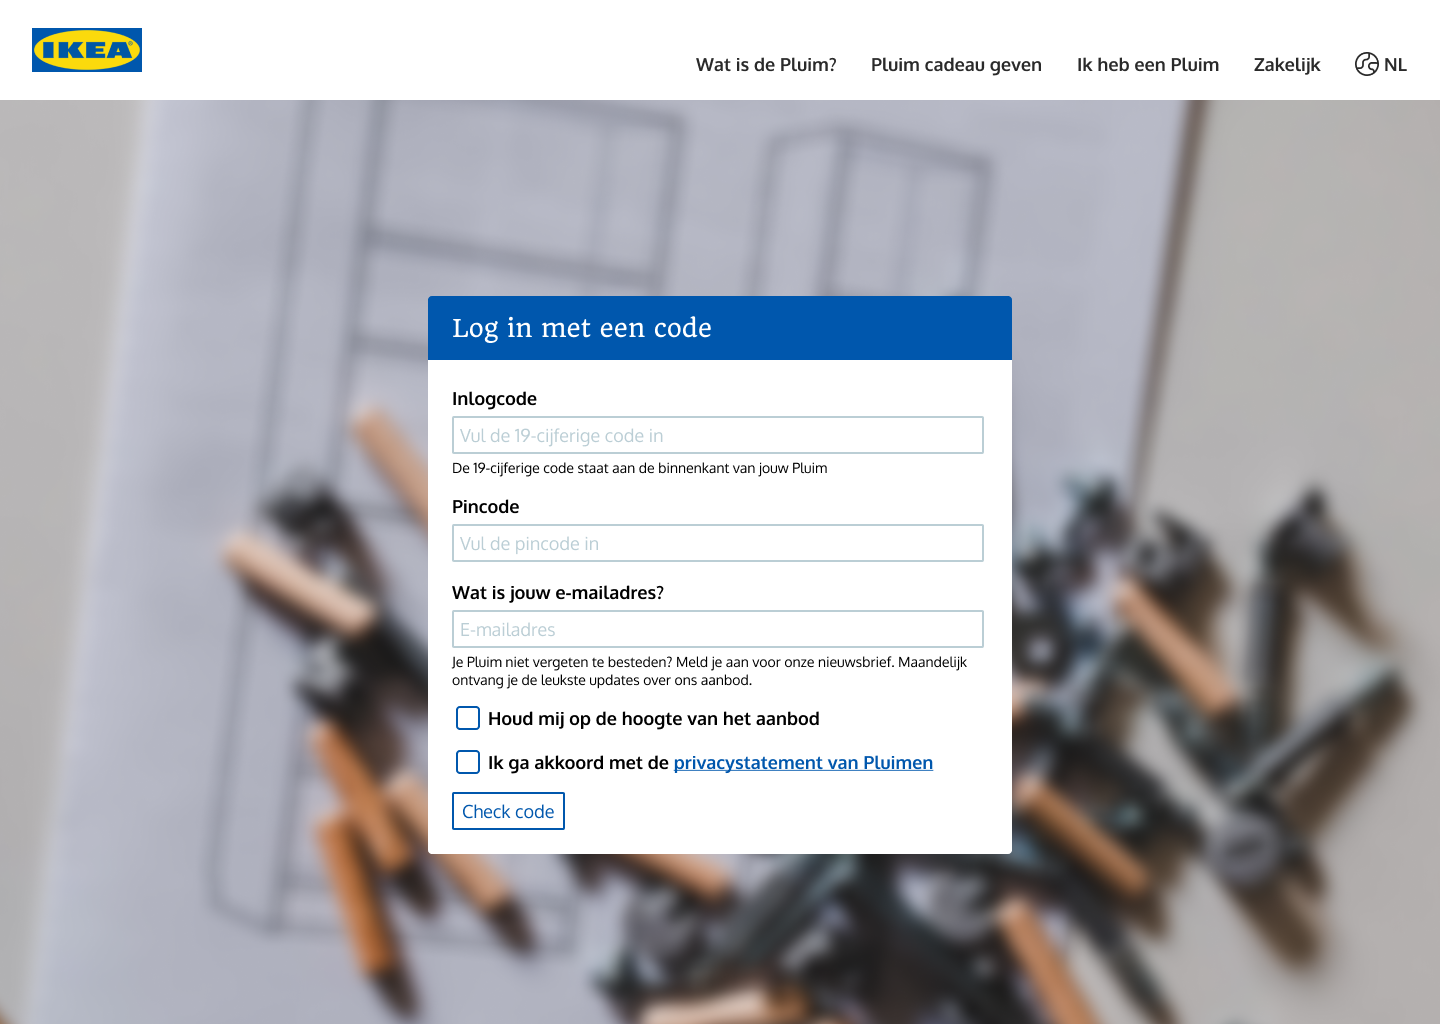 IKEA
Wat is de Pluim? Pluim cadeau geven Ik heb een Pluim Zakelijk NL
Log in met een code
Inlogcode
Vul de 19-cijferige code in
De 19-cijferige code staat aan de binnenkant van jouw Pluim
Pincode
Vul de pincode in
Wat is jouw e-mailadres?
E-mailadres
Je Pluim niet vergeten te besteden? Meld je aan voor onze nieuwsbrief. Maandelijk
ontvang je de leukste updates over ons aanbod.
Houd mij op de hoogte van het aanbod
Ik ga akkoord met de privacystatement van Pluimen
Check code